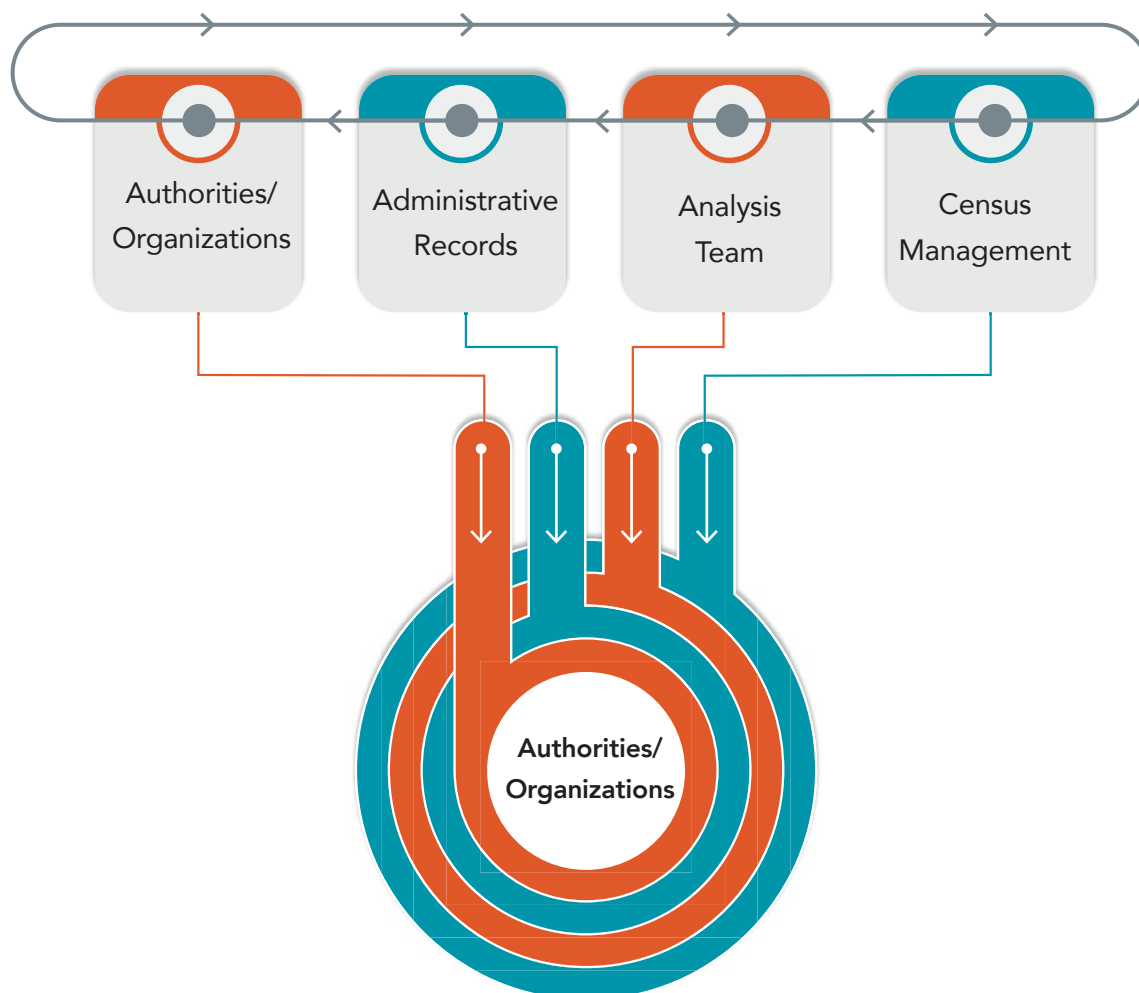 Authorities/
Organizations
Administrative
Records
Analysis
Team
Census
Management
Authorities/
Organizations